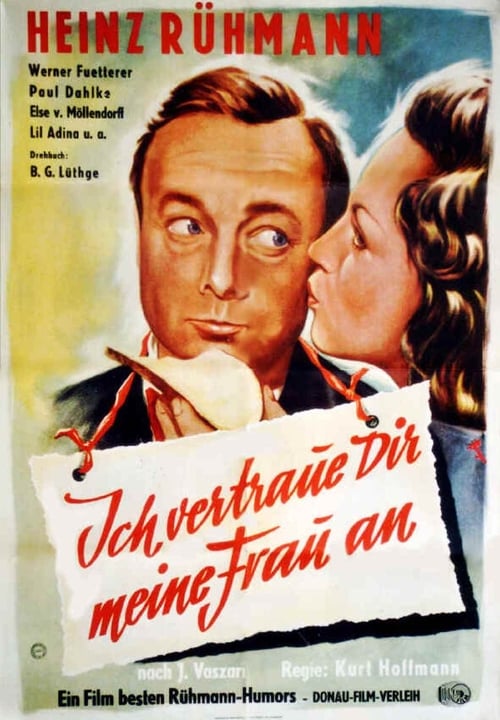 HEINZ RÜHMANN
Werner Fuetterer
Paul Dahlke
Else v. Möllendorff
Lil Adina u. a.
Drehbuch:
B. G. Lüthge
Ich vertraue Dir
meine Frau an
nach J. Vaszari Regie: Kurt Hoffmann
Ein Film besten Rühmann-Humors - DONAU-FILM-VERLEIH